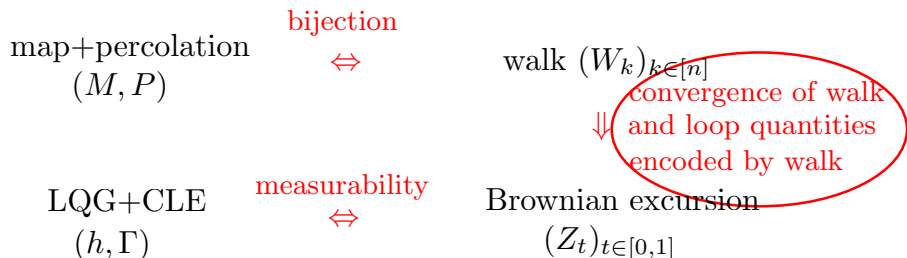 map+percolation
(M, P)
bijection
⇔
walk (W_k)_{k∈[n]}
⇓
convergence of walk
and loop quantities
encoded by walk
LQG+CLE
(h, Γ)
measurability
⇔
Brownian excursion
(Z_t)_{t∈[0,1]}